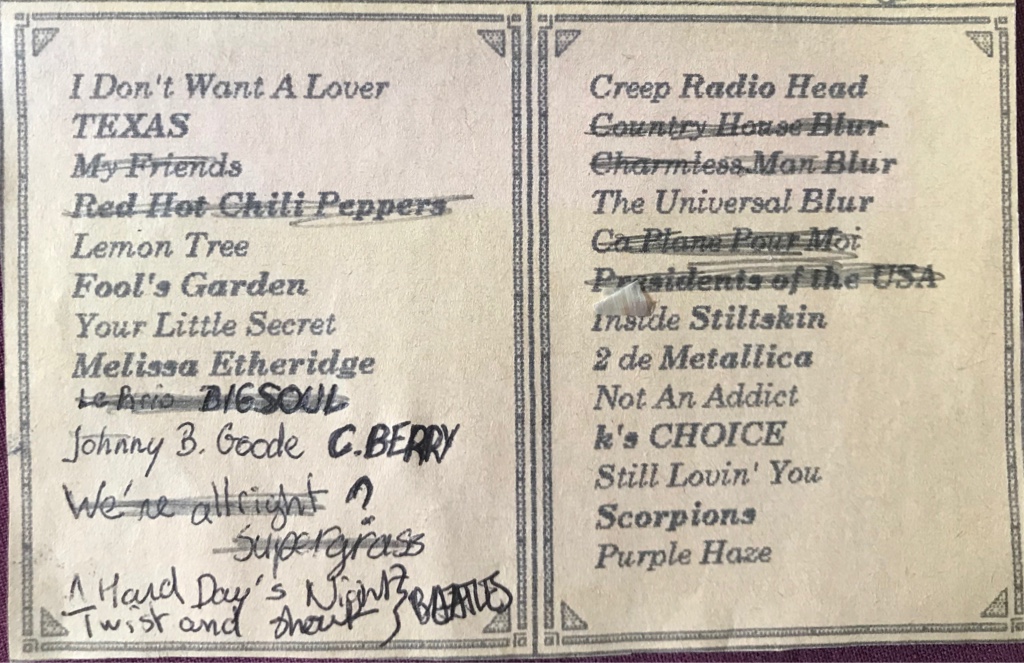 I Don't Want A Lover
TEXAS
My Friends
Red Hot Chili Peppers
Lemon Tree
Fool's Garden
Your Little Secret
Melissa Etheridge
Le Brio BIGSOUL
Johnny B. Goode C.BERRY
We're allright ?
Supergrass
A Hard Day's Night
Twist and shout } BEATLES
Creep Radio Head
Country House Blur
Charmless Man Blur
The Universal Blur
Ca Plane Pour Moi
Presidents of the USA
Inside Stiltskin
2 de Metallica
Not An Addict
k's CHOICE
Still Lovin' You
Scorpions
Purple Haze